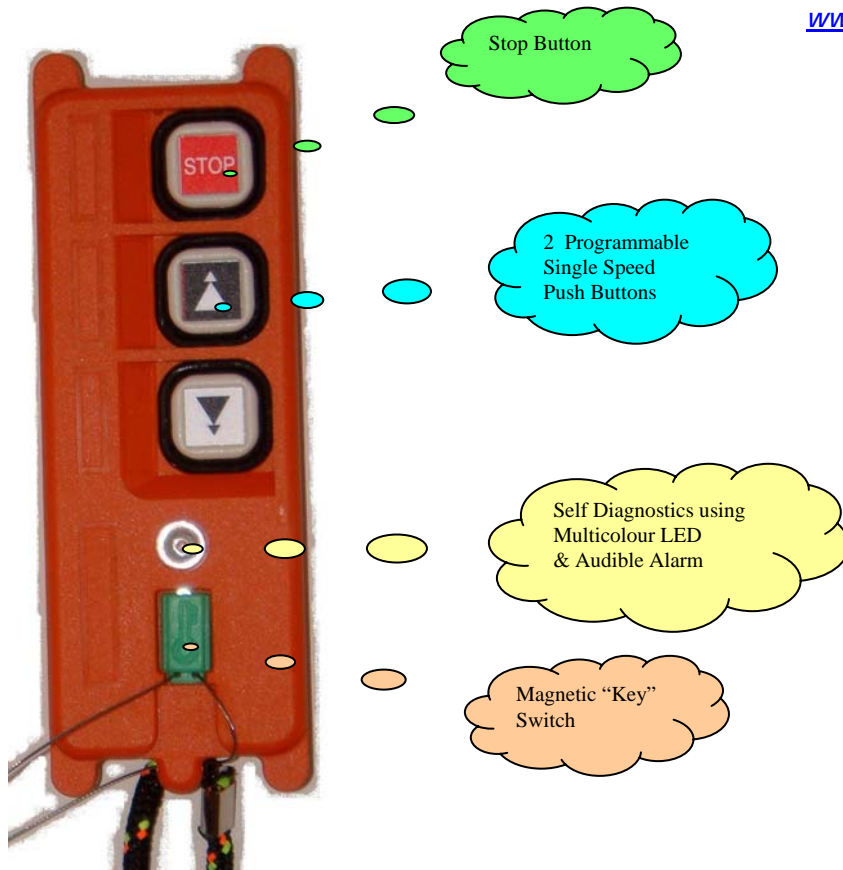 ww
Stop Button
STOP
2 Programmable
Single Speed
Push Buttons
Self Diagnostics using
Multicolour LED
& Audible Alarm
Magnetic “Key”
Switch